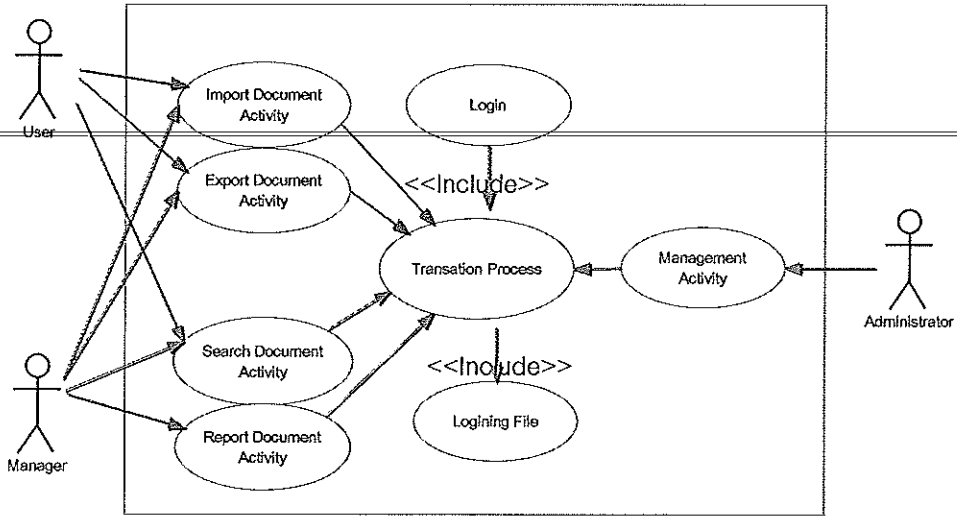 User
Import Document
Activity
Login
Export Document
Activity
<<Include>>
Transation Process
Management
Activity
Administrator
Search Document
Activity
<<Include>>
Manager
Report Document
Activity
Logining File